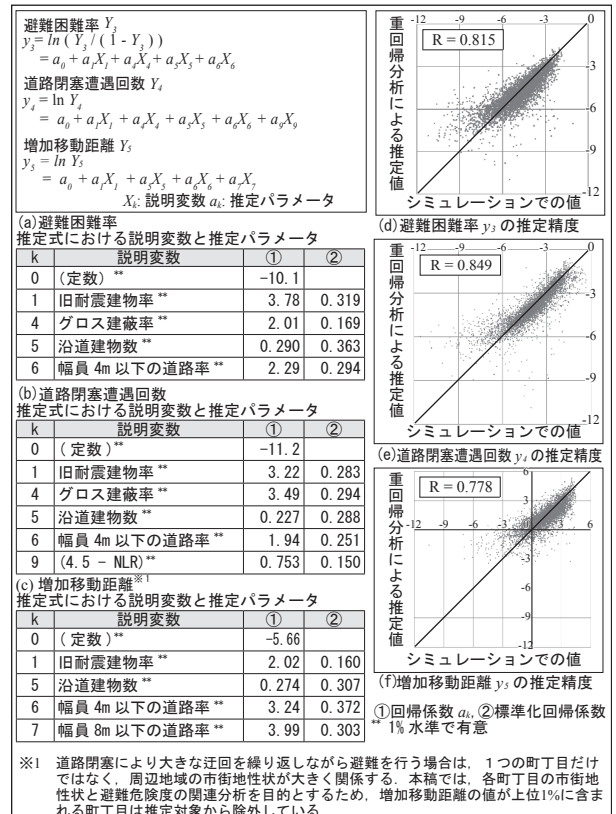 避難困難率 Y3
y3= ln ( Y3 / ( 1 - Y3 ) )
= a0 + a1X1 + a4X4 + a5X5 + a6X6
道路閉塞遭遇回数 Y4
y4 = ln Y4
= a0 + a1X1 + a4X4 + a5X5 + a6X6 + a9X9
増加移動距離 Y5
y5 = ln Y5
= a0 + a1X1 + a5X5 + a6X6 + a7X7
Xk: 説明変数 ak: 推定パラメータ
(a)避難困難率
推定式における説明変数と推定パラメータ
k 説明変数 ① ②
0 (定数) ** -10.1
1 旧耐震建物率 ** 3.78 0.319
4 グロス建蔽率 ** 2.01 0.169
5 沿道建物数 ** 0.290 0.363
6 幅員 4m 以下の道路率 ** 2.29 0.294
(b)道路閉塞遭遇回数
推定式における説明変数と推定パラメータ
k 説明変数 ① ②
0 (定数)** -11.2
1 旧耐震建物率 ** 3.22 0.283
4 グロス建蔽率 ** 3.49 0.294
5 沿道建物数 ** 0.227 0.288
6 幅員 4m 以下の道路率 ** 1.94 0.251
9 (4.5 - NLR)** 0.753 0.150
(c) 増加移動距離※1
推定式における説明変数と推定パラメータ
k 説明変数 ① ②
0 (定数)** -5.66
1 旧耐震建物率 ** 2.02 0.160
5 沿道建物数 ** 0.274 0.307
6 幅員 4m 以下の道路率 ** 3.24 0.372
7 幅員 8m 以下の道路率 ** 3.99 0.303
重回帰分析による推定値
-12 -9 -6 -3 0
R = 0.815
-3
-6
-9
-12
シミュレーションでの値
(d)避難困難率 y3 の推定精度
重回帰分析による推定値
-12 -9 -6 -3 0
R = 0.849
-3
-6
-9
-12
シミュレーションでの値
(e)道路閉塞遭遇回数 y4 の推定精度
重回帰分析による推定値
6
R = 0.778
3
-12 -9 -6 -3 3 6
-3
-6
-9
-12
シミュレーションでの値
(f)増加移動距離 y5 の推定精度
①回帰係数 ak, ②標準化回帰係数
** 1% 水準で有意
※1 道路閉塞により大きな迂回を繰り返しながら避難を行う場合は，1つの町丁目だけ
ではなく，周辺地域の市街地性状が大きく関係する．本稿では，各町丁目の市街地
性状と避難危険度の関連分析を目的とするため，増加移動距離の値が上位1%に含ま
れる町丁目は推定対象から除外している．